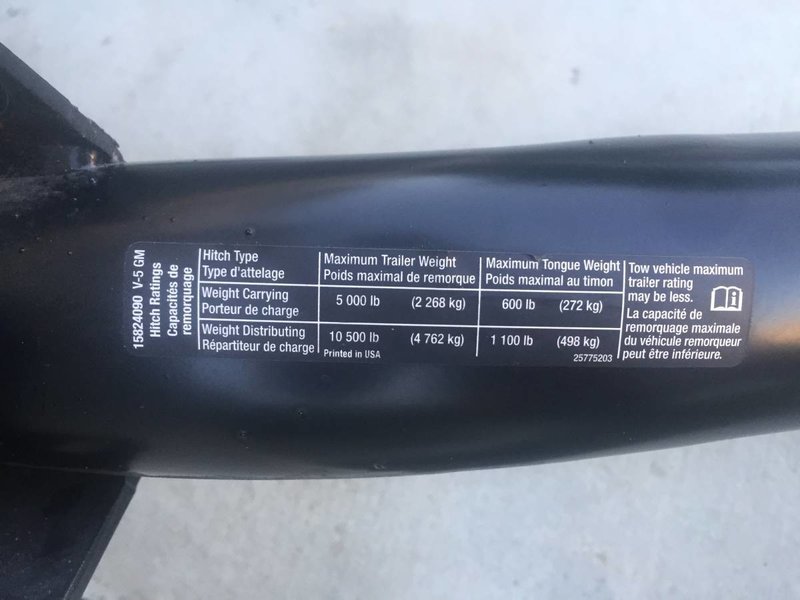 15824090 V-5 GM
Hitch Ratings
Capacités de
remorquage
Hitch Type
Type d'attelage
Maximum Trailer Weight
Poids maximal de remorque
Maximum Tongue Weight
Poids maximal au timon
Weight Carrying
Porteur de charge
5 000 lb (2 268 kg)
600 lb (272 kg)
Weight Distributing
Répartiteur de charge
10 500 lb (4 762 kg)
1 100 lb (498 kg)
Printed in USA
25775203
Tow vehicle maximum
trailer rating
may be less.
La capacité de
remorquage maximale
du véhicule remorqueur
peut être inférieure.